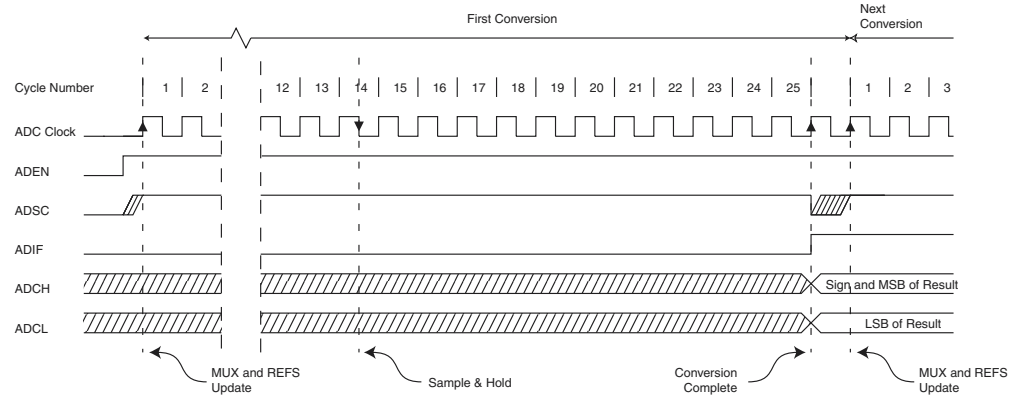 First Conversion
Next
Conversion
Cycle Number 1 2 12 13 14 15 16 17 18 19 20 21 22 23 24 25 1 2 3
ADC Clock
ADEN
ADSC
ADIF
ADCH Sign and MSB of Result
ADCL LSB of Result
MUX and REFS
Update
Sample & Hold
Conversion
Complete
MUX and REFS
Update